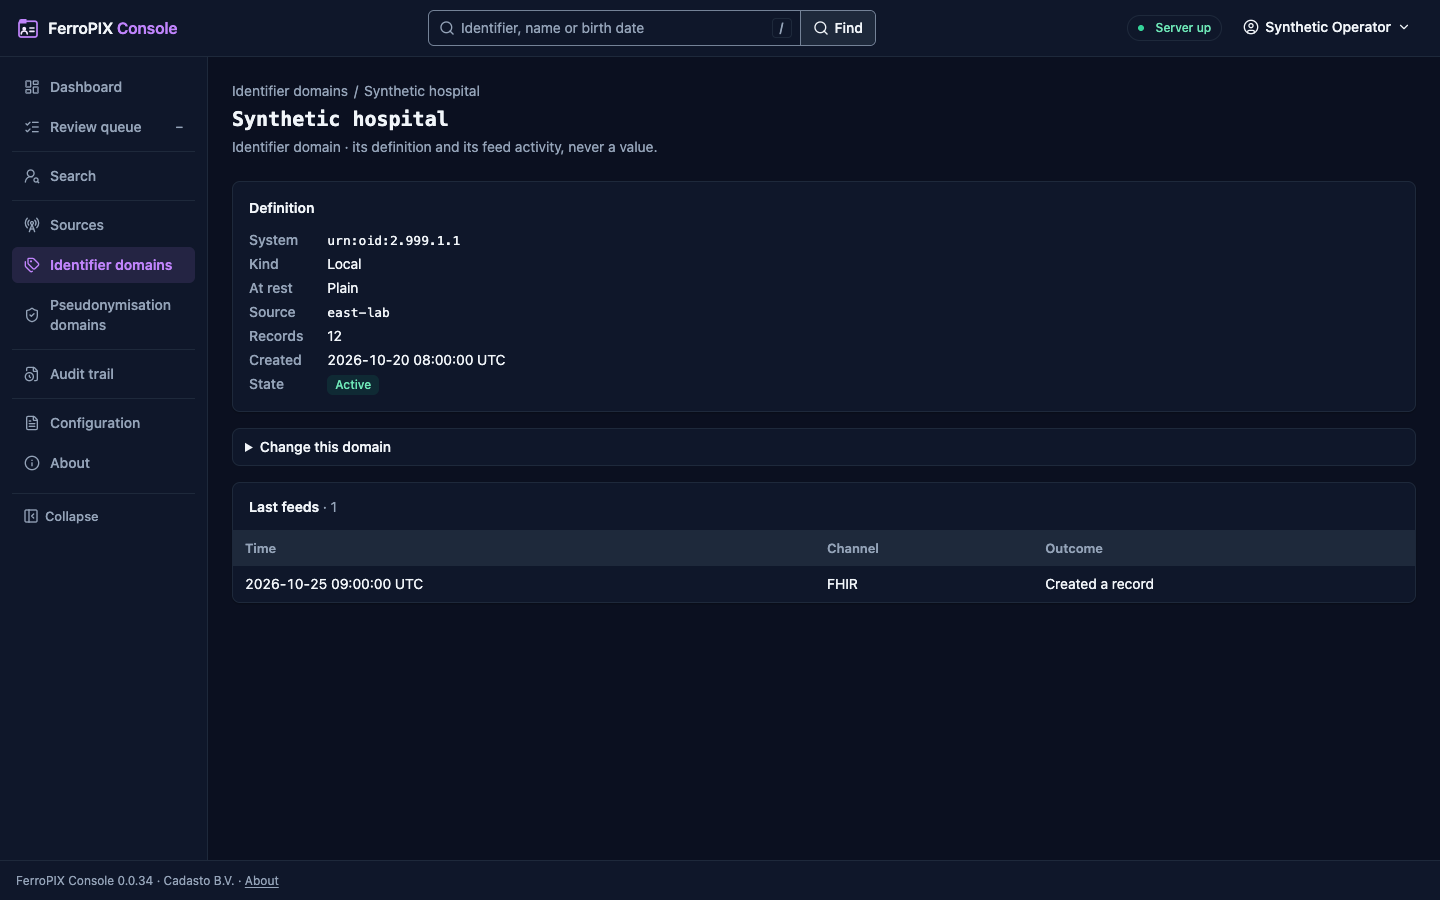 FerroPIX Console
Identifier, name or birth date
/
Find
Server up
Synthetic Operator
Dashboard
Review queue –
Search
Sources
Identifier domains
Pseudonymisation
domains
Audit trail
Configuration
About
Collapse
Identifier domains / Synthetic hospital
Synthetic hospital
Identifier domain · its definition and its feed activity, never a value.
Definition
System urn:oid:2.999.1.1
Kind Local
At rest Plain
Source east-lab
Records 12
Created 2026-10-20 08:00:00 UTC
State Active
Change this domain
Last feeds · 1
Time Channel Outcome
2026-10-25 09:00:00 UTC FHIR Created a record
FerroPIX Console 0.0.34 · Cadasto B.V. · About